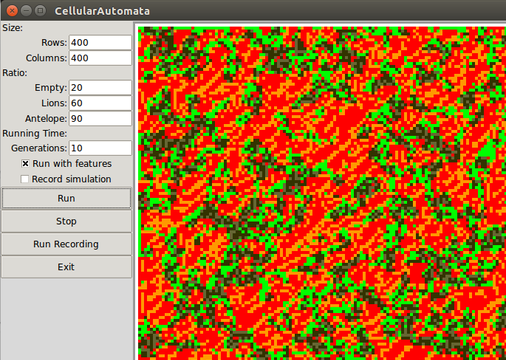 CellularAutomata
Size:
Rows: 400
Columns: 400
Ratio:
Empty: 20
Lions: 60
Antelope: 90
Running Time:
Generations: 10
Run with features
Record simulation
Run
Stop
Run Recording
Exit